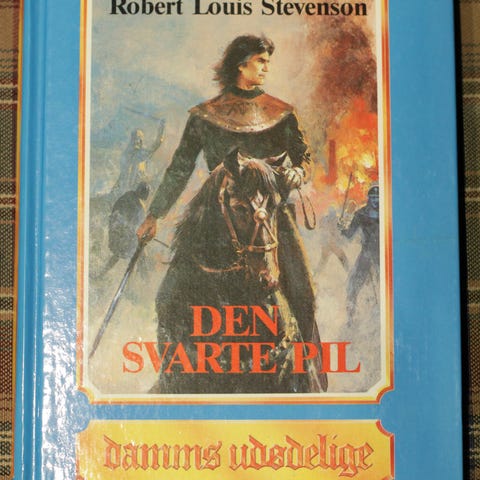 Robert Louis Stevenson
DEN
SVARTE PIL
damms udødelige